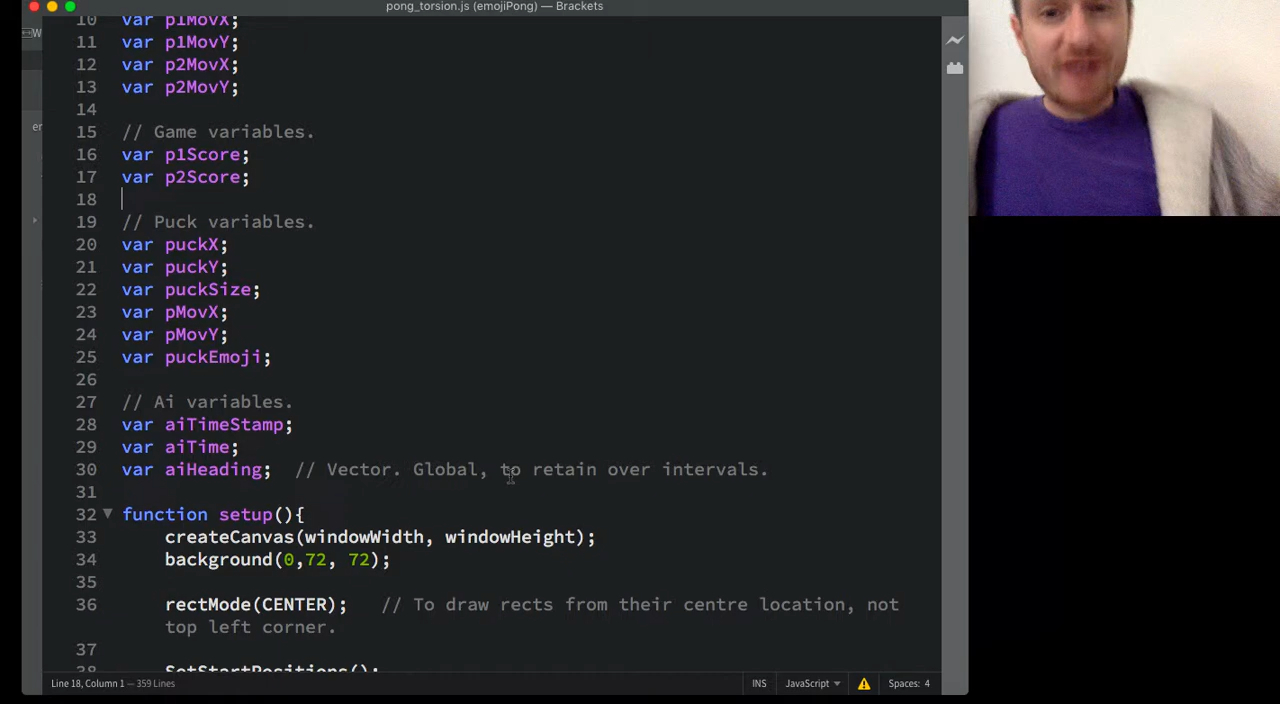 pong_torsion.js (emojiPong) — Brackets
W
10 var p1MovX;
11 var p1MovY;
12 var p2MovX;
13 var p2MovY;
14
15 // Game variables.
16 var p1Score;
17 var p2Score;
18
19 // Puck variables.
20 var puckX;
21 var puckY;
22 var puckSize;
23 var pMovX;
24 var pMovY;
25 var puckEmoji;
26
27 // Ai variables.
28 var aiTimeStamp;
29 var aiTime;
30 var aiHeading;  // Vector. Global, to retain over intervals.
31
32 function setup(){
33 createCanvas(windowWidth, windowHeight);
34 background(0,72, 72);
35
36 rectMode(CENTER);   // To draw rects from their centre location, not
top left corner.
37
38 SetStartPositions();
er
Line 18, Column 1 — 359 Lines
INS
JavaScript
Spaces: 4